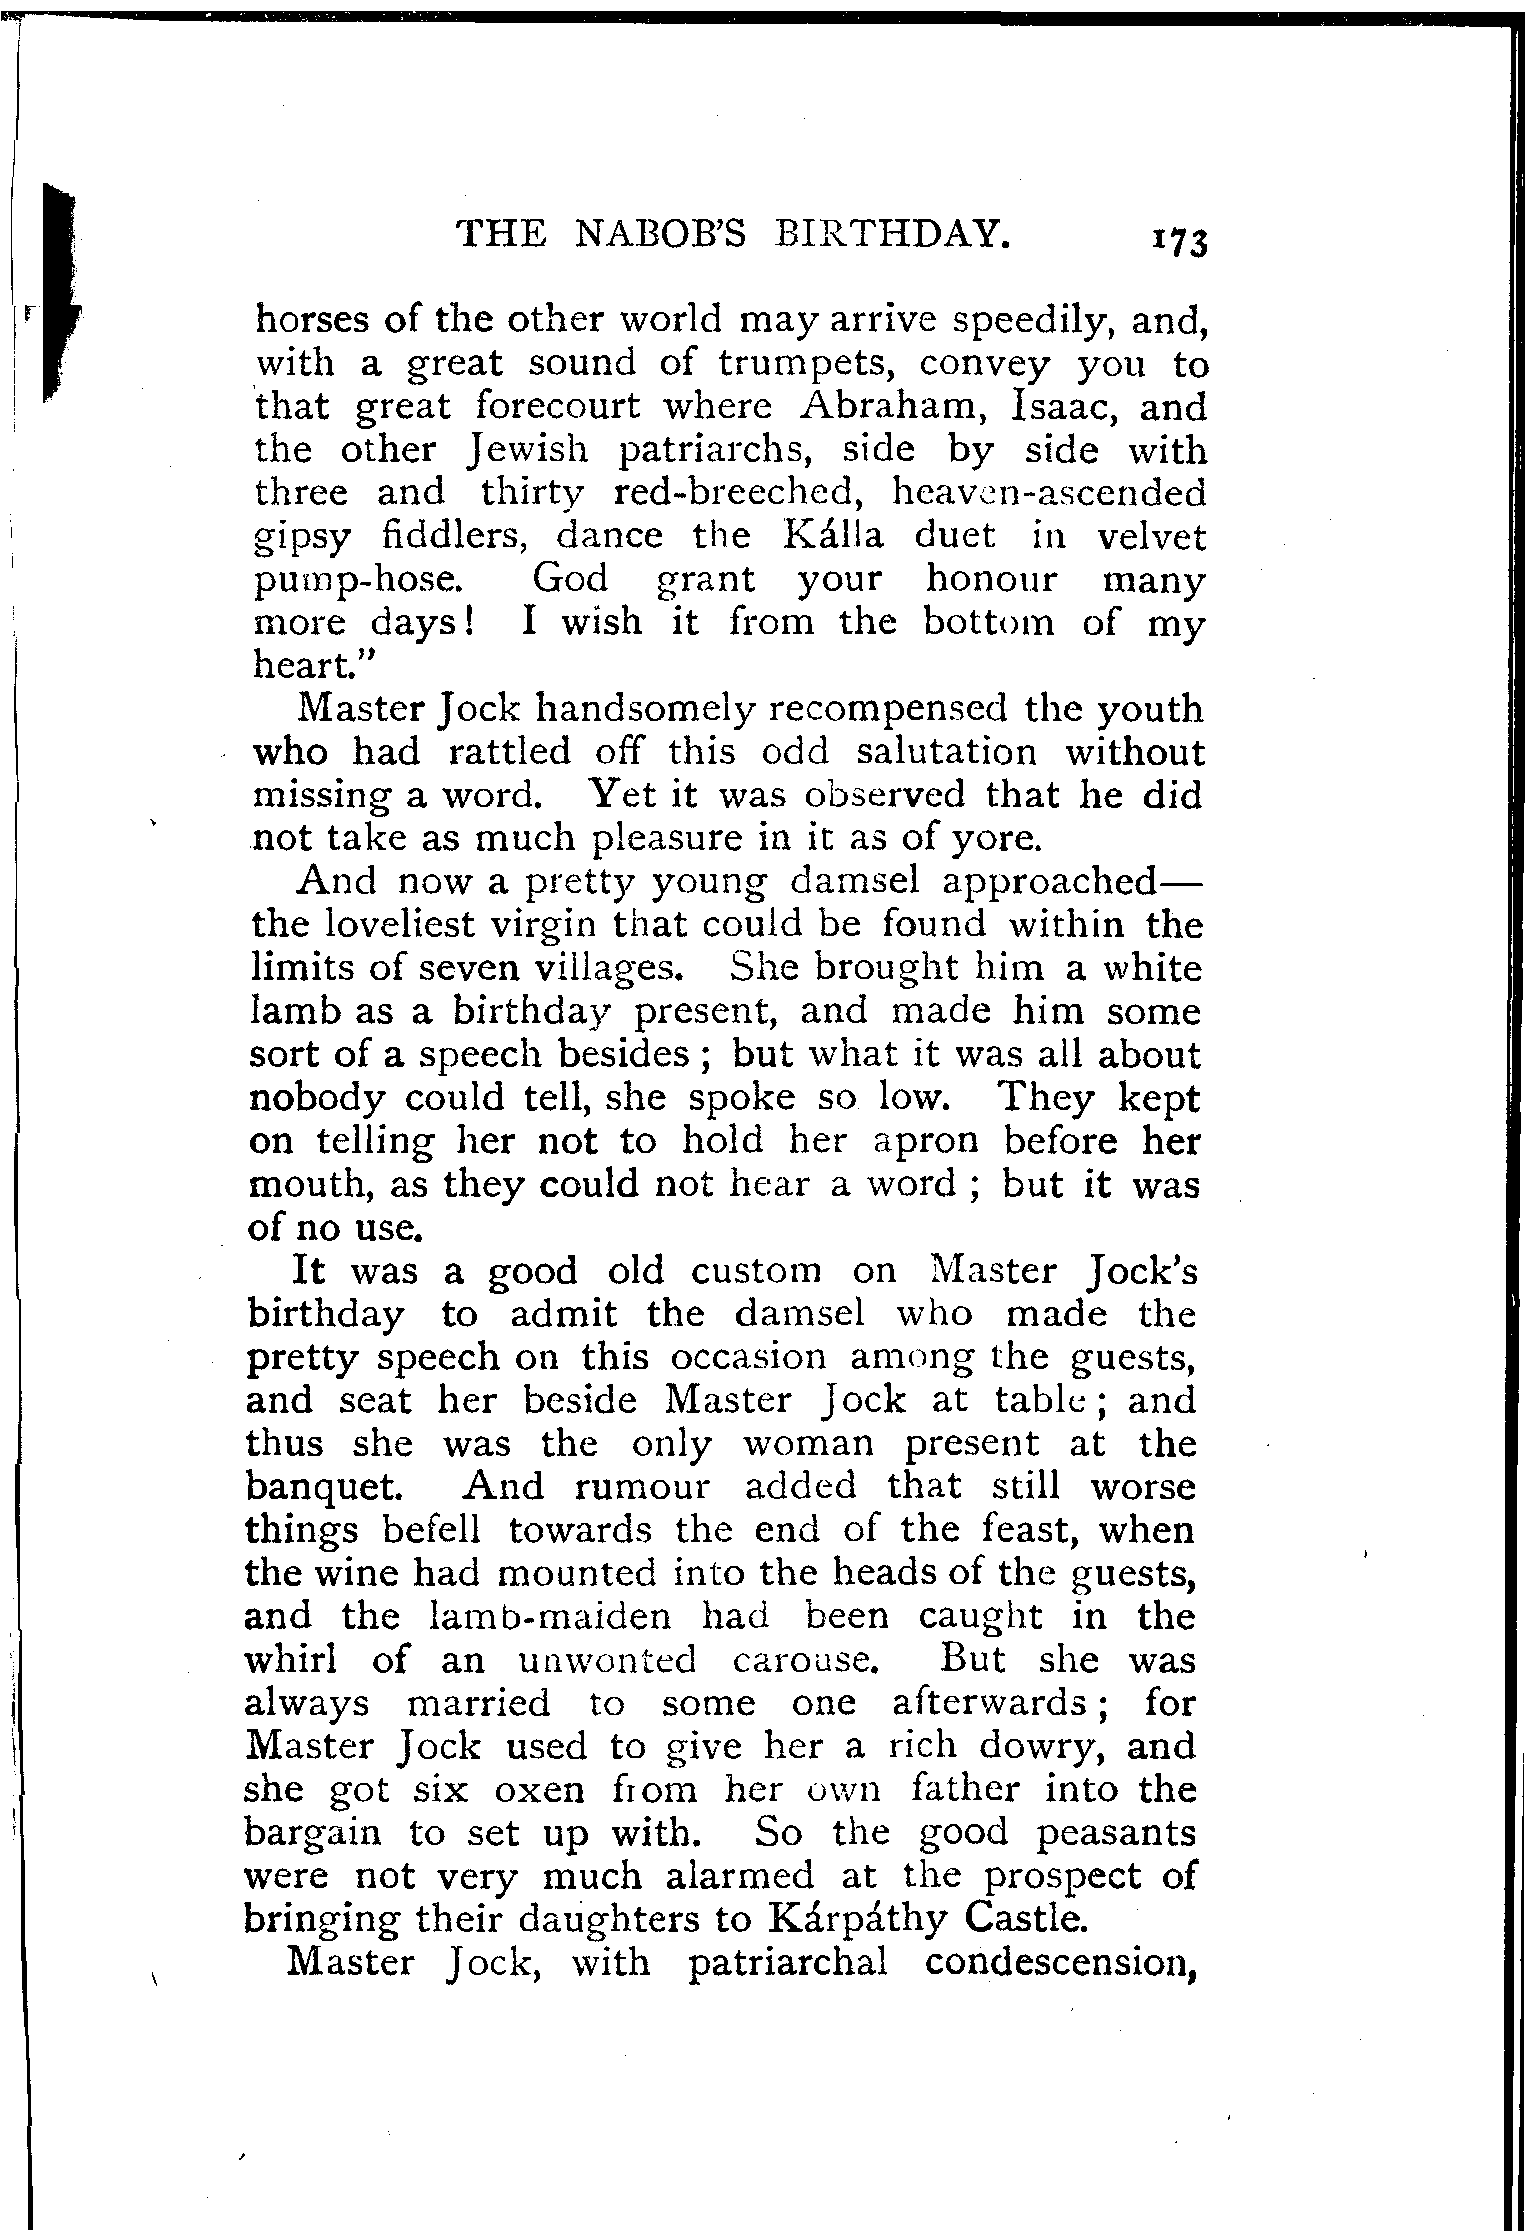 THE NABOB'S BIRTHDAY. 173
horses of the other world may arrive speedily, and,
with a great sound of trumpets, convey you to
that great forecourt where Abraham, Isaac, and
the other Jewish patriarchs, side by side with
three and thirty red-breeched, heaven-ascended
gipsy fiddlers, dance the Kálla duet in velvet
pump-hose. God grant your honour many
more days! I wish it from the bottom of my
heart."
Master Jock handsomely recompensed the youth
who had rattled off this odd salutation without
missing a word. Yet it was observed that he did
not take as much pleasure in it as of yore.
And now a pretty young damsel approached—
the loveliest virgin that could be found within the
limits of seven villages. She brought him a white
lamb as a birthday present, and made him some
sort of a speech besides; but what it was all about
nobody could tell, she spoke so low. They kept
on telling her not to hold her apron before her
mouth, as they could not hear a word; but it was
of no use.
It was a good old custom on Master Jock's
birthday to admit the damsel who made the
pretty speech on this occasion among the guests,
and seat her beside Master Jock at table; and
thus she was the only woman present at the
banquet. And rumour added that still worse
things befell towards the end of the feast, when
the wine had mounted into the heads of the guests,
and the lamb-maiden had been caught in the
whirl of an unwonted carouse. But she was
always married to some one afterwards; for
Master Jock used to give her a rich dowry, and
she got six oxen from her own father into the
bargain to set up with. So the good peasants
were not very much alarmed at the prospect of
bringing their daughters to Kárpáthy Castle.
Master Jock, with patriarchal condescension,